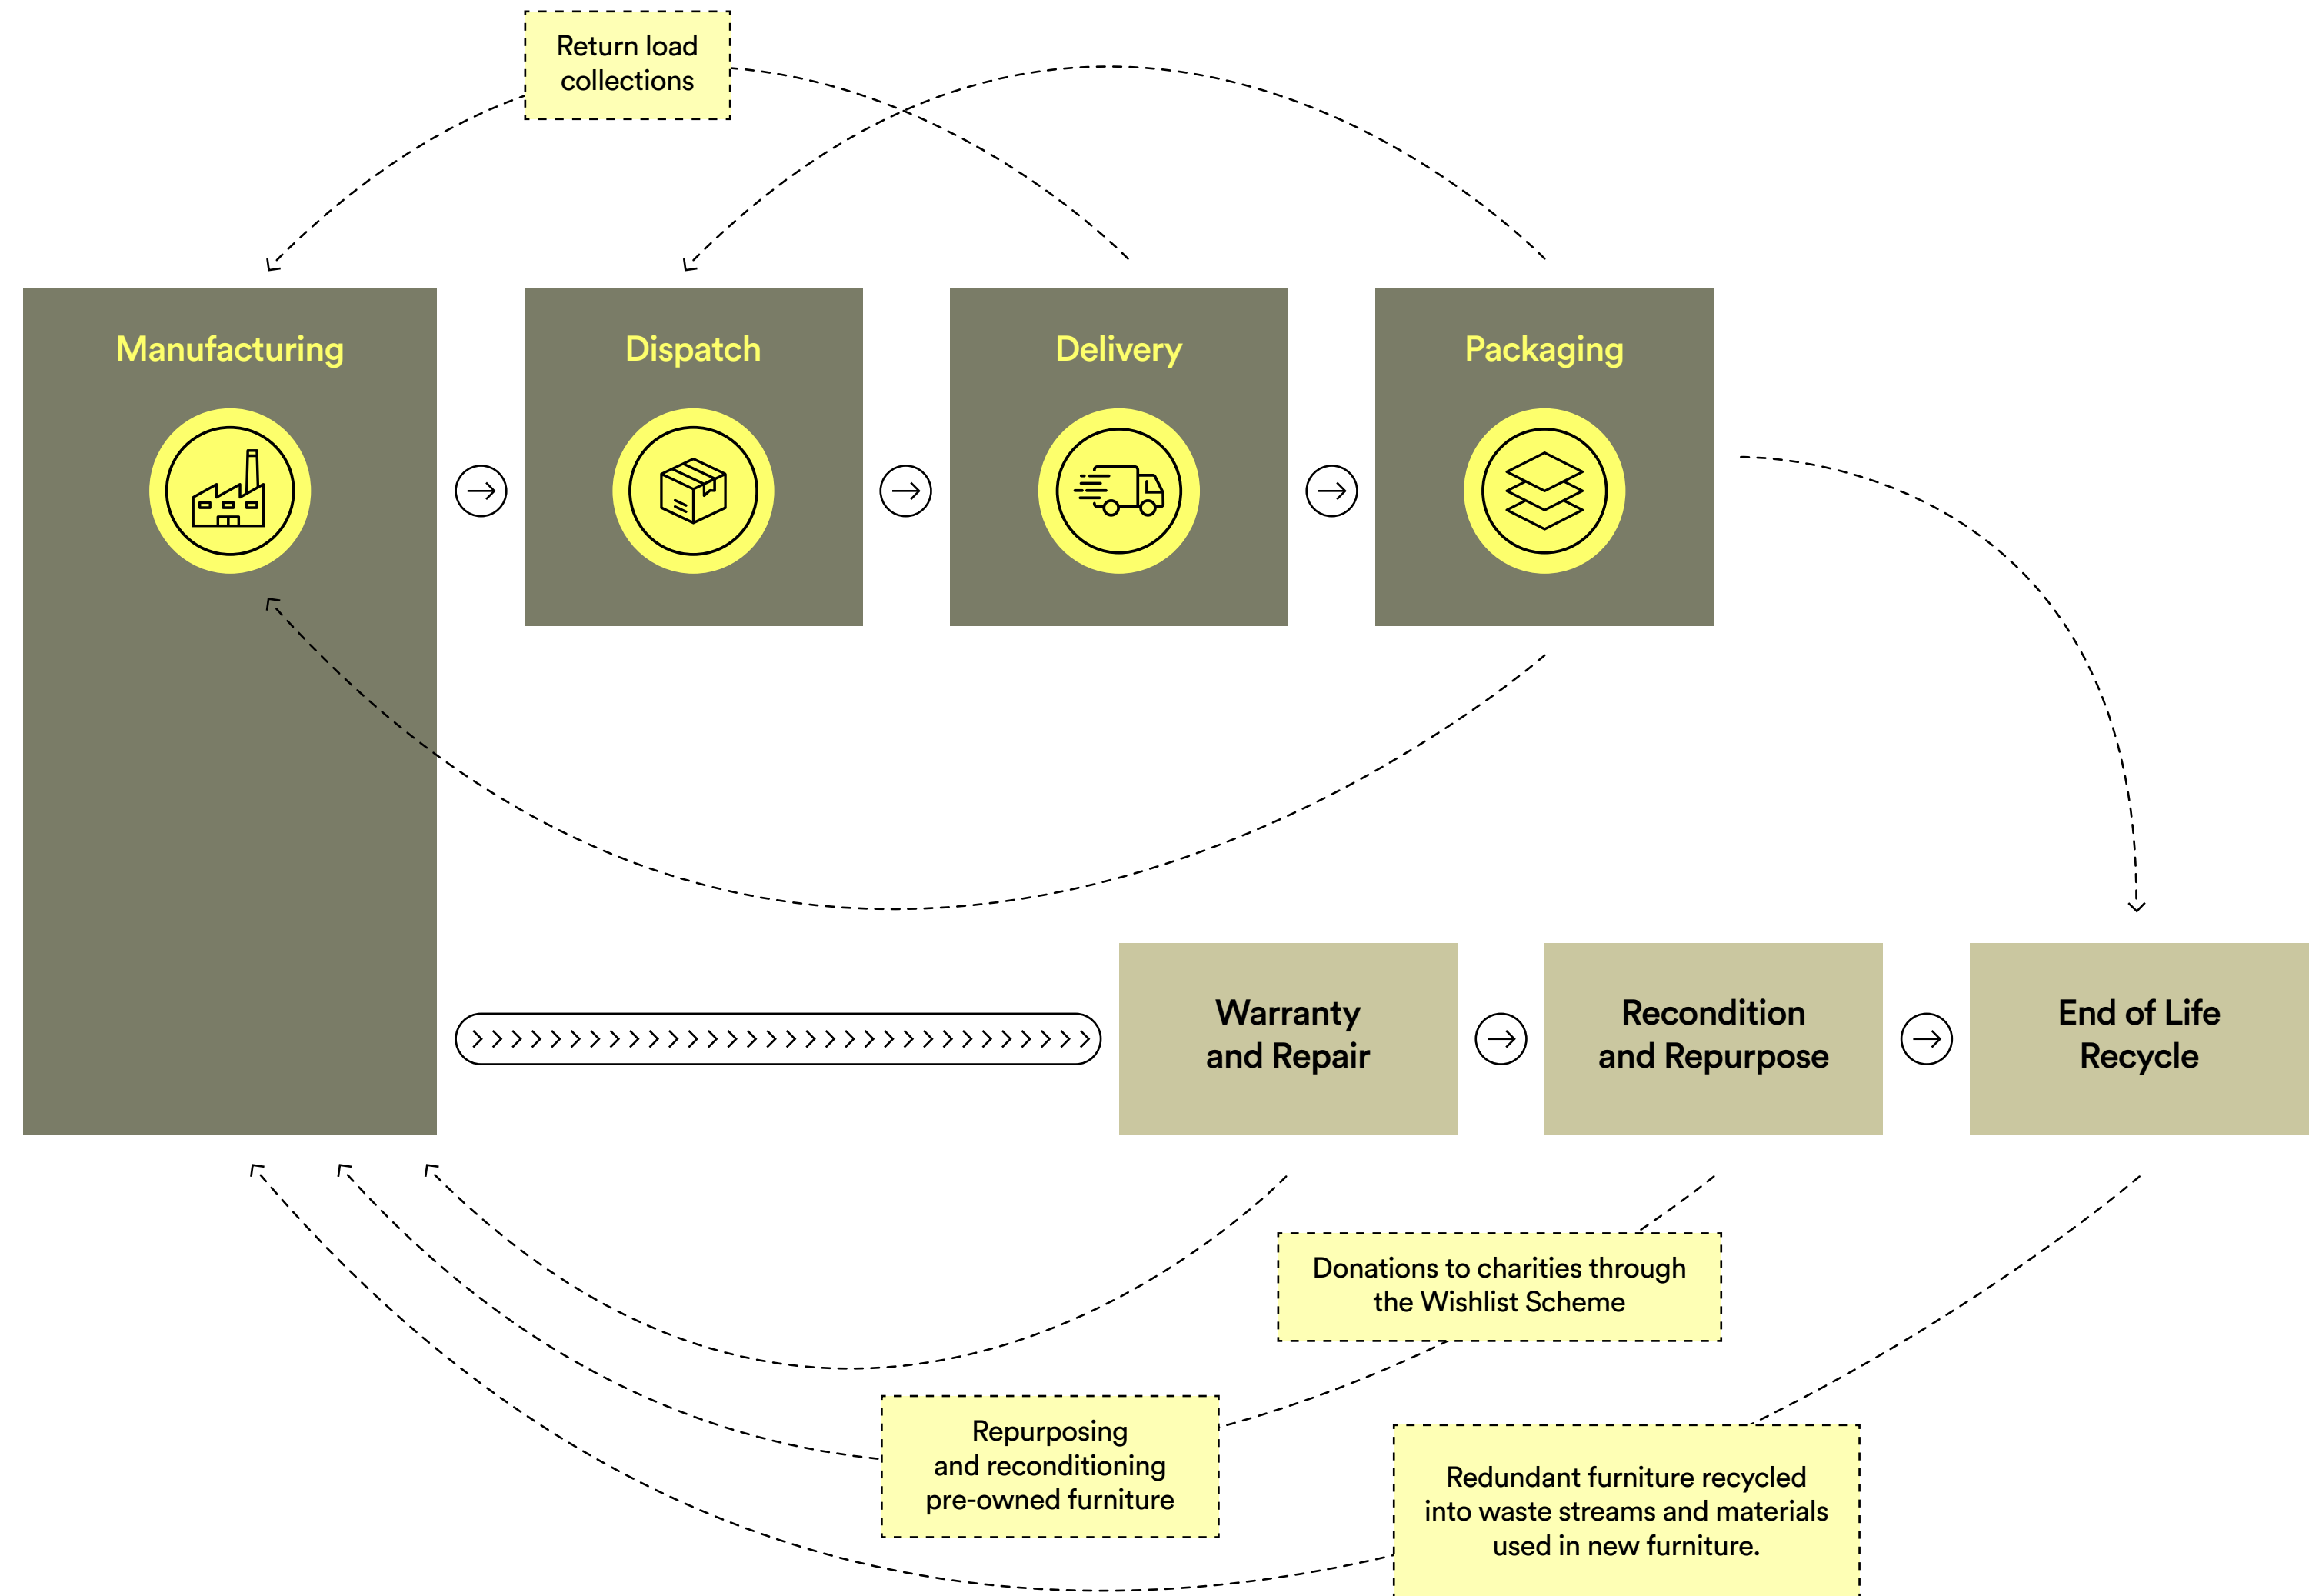 Return load
collections
Manufacturing
Dispatch
Delivery
Packaging
Warranty
and Repair
Recondition
and Repurpose
End of Life
Recycle
Donations to charities through
the Wishlist Scheme
Repurposing
and reconditioning
pre-owned furniture
Redundant furniture recycled
into waste streams and materials
used in new furniture.